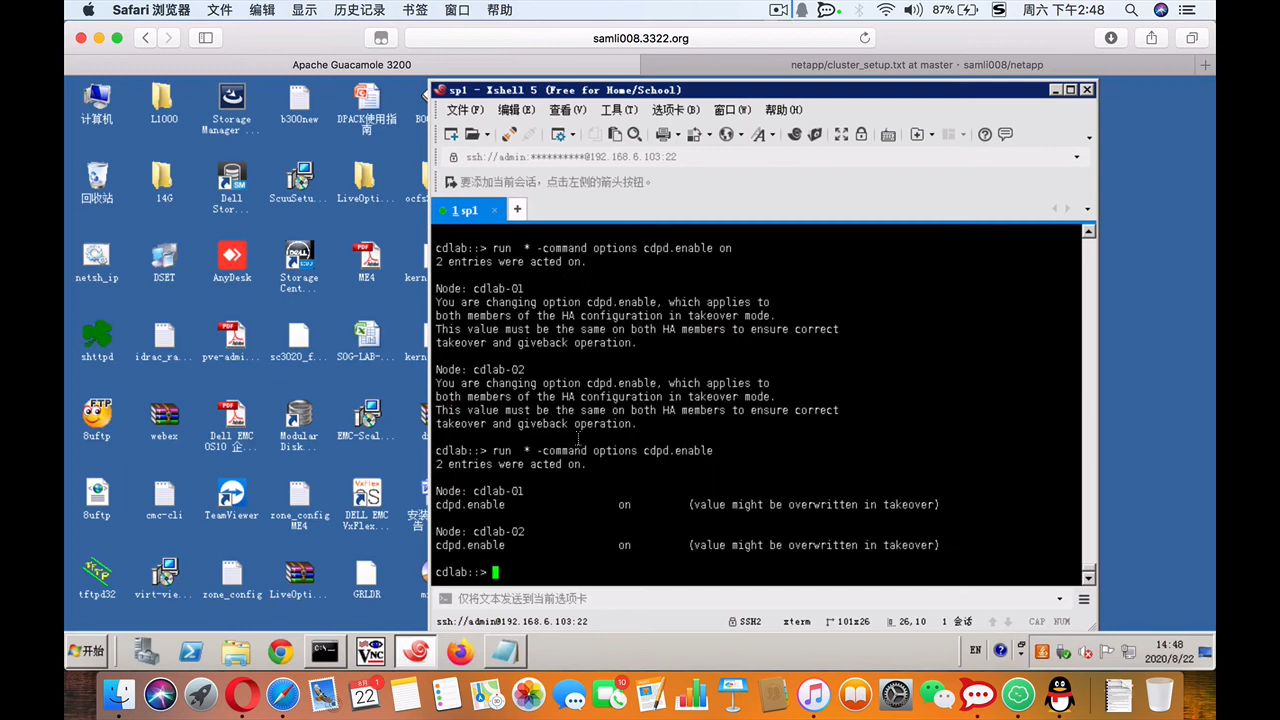 Safari 浏览器 文件 编辑 显示 历史记录 书签 窗口 帮助
87% 周六 下午2:48
samli008.3322.org
Apache Guacamole 3200
netapp/cluster_setup.txt at master · samli008/netapp
计算机
L1000
Storage Manager ...
b300new
DPACK使用指南
回收站
14G
Dell Stor...
ScuuSetu...
LiveOpti...
ocfs
netsh_ip
DSET
AnyDesk
Storage Cent...
ME4
kern
shttpd
idrac_ra...
pve-admi...
sc3020_f...
SOG-LAB-...
kern
8uftp
webex
Dell EMC OS10 企...
Modular Disk...
EMC-Scal...
8uftp
cmc-cli
TeamViewer
zone_config ME4
DELL EMC VxFlex...
tftpd32
virt-vie...
zone_config
LiveOpti...
GRLDR
sp1 - Xshell 5 (Free for Home/School)
文件(F) 编辑(E) 查看(V) 工具(T) 选项卡(B) 窗口(W) 帮助(H)
ssh://admin:**********@192.168.6.103:22
要添加当前会话，点击左侧的箭头按钮。
1 sp1
cdlab::> run  * -command options cdpd.enable on
2 entries were acted on.
Node: cdlab-01
You are changing option cdpd.enable, which applies to
both members of the HA configuration in takeover mode.
This value must be the same on both HA members to ensure correct
takeover and giveback operation.
Node: cdlab-02
You are changing option cdpd.enable, which applies to
both members of the HA configuration in takeover mode.
This value must be the same on both HA members to ensure correct
takeover and giveback operation.
cdlab::> run  * -command options cdpd.enable
2 entries were acted on.
Node: cdlab-01
cdpd.enable on (value might be overwritten in takeover)
Node: cdlab-02
cdpd.enable on (value might be overwritten in takeover)
cdlab::>
仅将文本发送到当前选项卡
ssh://admin@192.168.6.103:22 SSH2 xterm 101x26 26,10 1 会话 CAP NUM
开始
EN
14:48
2020/8/22
8月
22
10